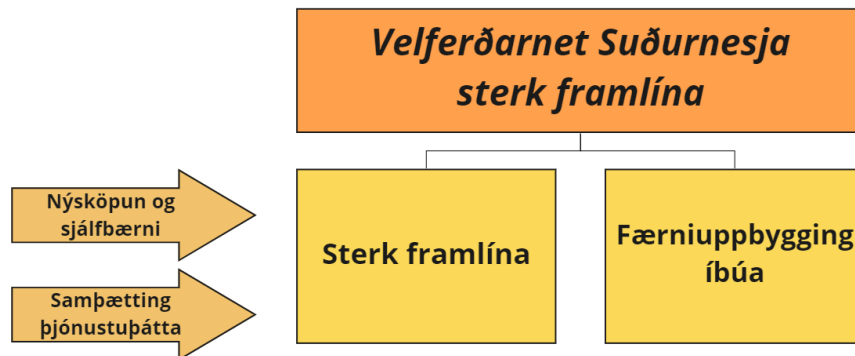 Velferðarnet Suðurnesja
sterk framlína
Nýsköpun og
sjálfbærni
Sterk framlína
Færniuppbygging
íbúa
Samþætting
þjónustuþátta